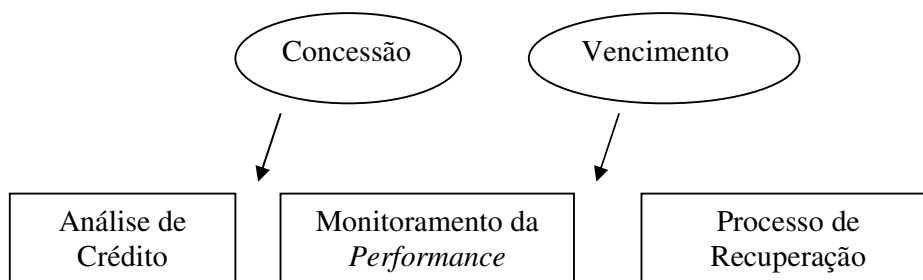 Concessão
Vencimento
Análise de
Crédito
Monitoramento da
Performance
Processo de
Recuperação